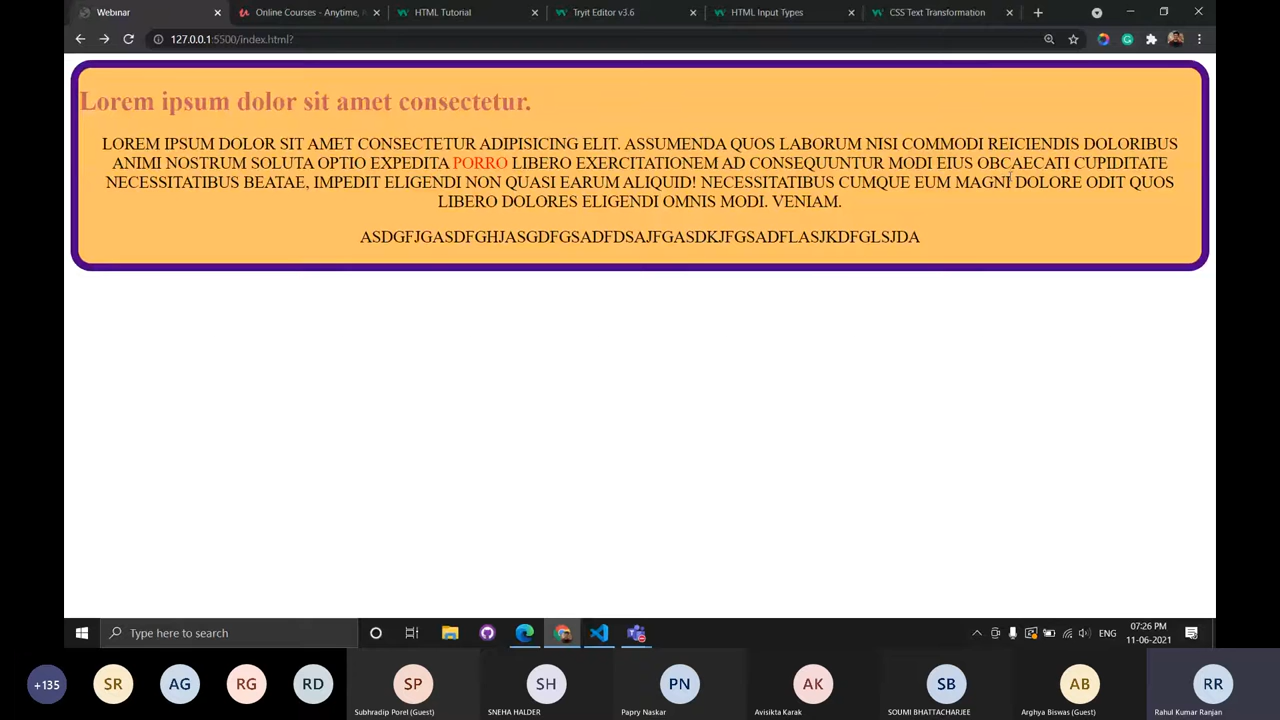 Webinar
Online Courses - Anytime, A
HTML Tutorial
Tryit Editor v3.6
HTML Input Types
CSS Text Transformation
127.0.0.1:5500/index.html?
Lorem ipsum dolor sit amet consectetur.
LOREM IPSUM DOLOR SIT AMET CONSECTETUR ADIPISICING ELIT. ASSUMENDA QUOS LABORUM NISI COMMODI REICIENDIS DOLORIBUS
ANIMI NOSTRUM SOLUTA OPTIO EXPEDITA PORRO LIBERO EXERCITATIONEM AD CONSEQUUNTUR MODI EIUS OBCAECATI CUPIDITATE
NECESSITATIBUS BEATAE, IMPEDIT ELIGENDI NON QUASI EARUM ALIQUID! NECESSITATIBUS CUMQUE EUM MAGNI DOLORE ODIT QUOS
LIBERO DOLORES ELIGENDI OMNIS MODI. VENIAM.
ASDGFJGASDFGHJASGDFGSADFDSAJFGASDKJFGSADFLASJKDFGLSJDA
Type here to search
ENG
07:26 PM
11-06-2021
+135
SR
AG
RG
RD
SP
SH
PN
AK
SB
AB
RR
Subhradip Porel (Guest)
SNEHA HALDER
Papry Naskar
Avisikta Karak
SOUMI BHATTACHARJEE
Arghya Biswas (Guest)
Rahul Kumar Ranjan